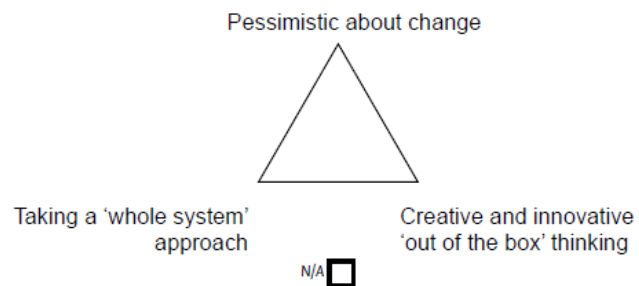 Pessimistic about change
Taking a ‘whole system’
approach
Creative and innovative
‘out of the box’ thinking
N/A